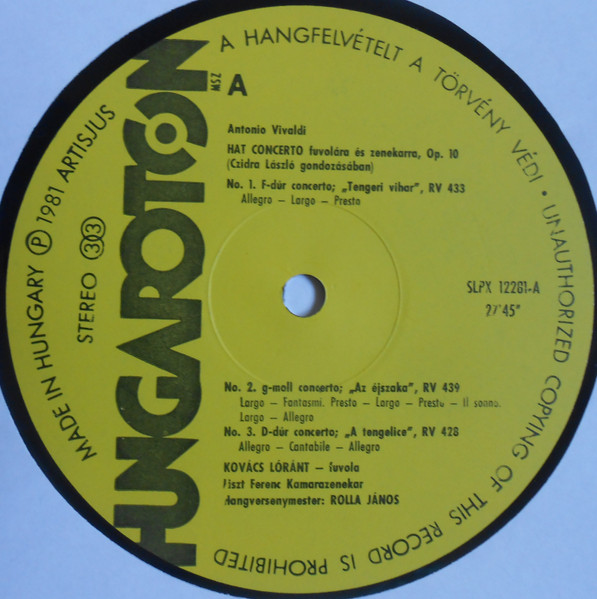 A HANGFELVÉTELT A TÖRVÉNY VÉDI • UNAUTHORIZED COPYING OF THIS RECORD IS PROHIBITED
MADE IN HUNGARY Ⓟ 1981 ARTISJUS
STEREO 33
HUNGAROTON
MSZ
A
Antonio Vivaldi
HAT CONCERTO fuvolára és zenekarra, Op. 10
(Czidra László gondozásában)
No. 1. F-dúr concerto; „Tengeri vihar", RV 433
Allegro — Largo — Presto
SLPX 12281-A
27'45"
No. 2. g-moll concerto; „Az éjszaka", RV 439
Largo — Fantasmi. Presto — Largo — Presto — Il sonno.
Largo — Allegro
No. 3. D-dúr concerto; „A tengelice", RV 428
Allegro — Cantabile — Allegro
KOVÁCS LÓRÁNT — fuvola
Liszt Ferenc Kamarazenekar
Hangversenymester: ROLLA JÁNOS